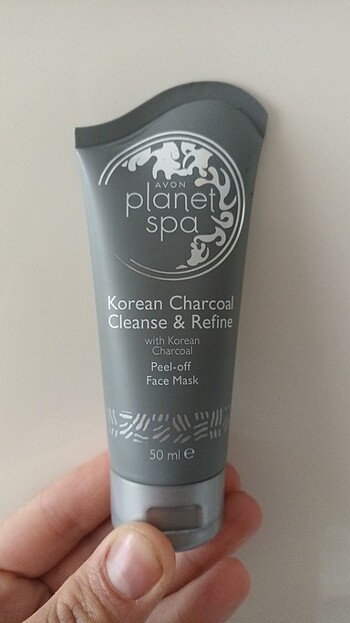 AVON
planet
spa
Korean Charcoal
Cleanse & Refine
with Korean
Charcoal
Peel-off
Face Mask
50 ml ℮